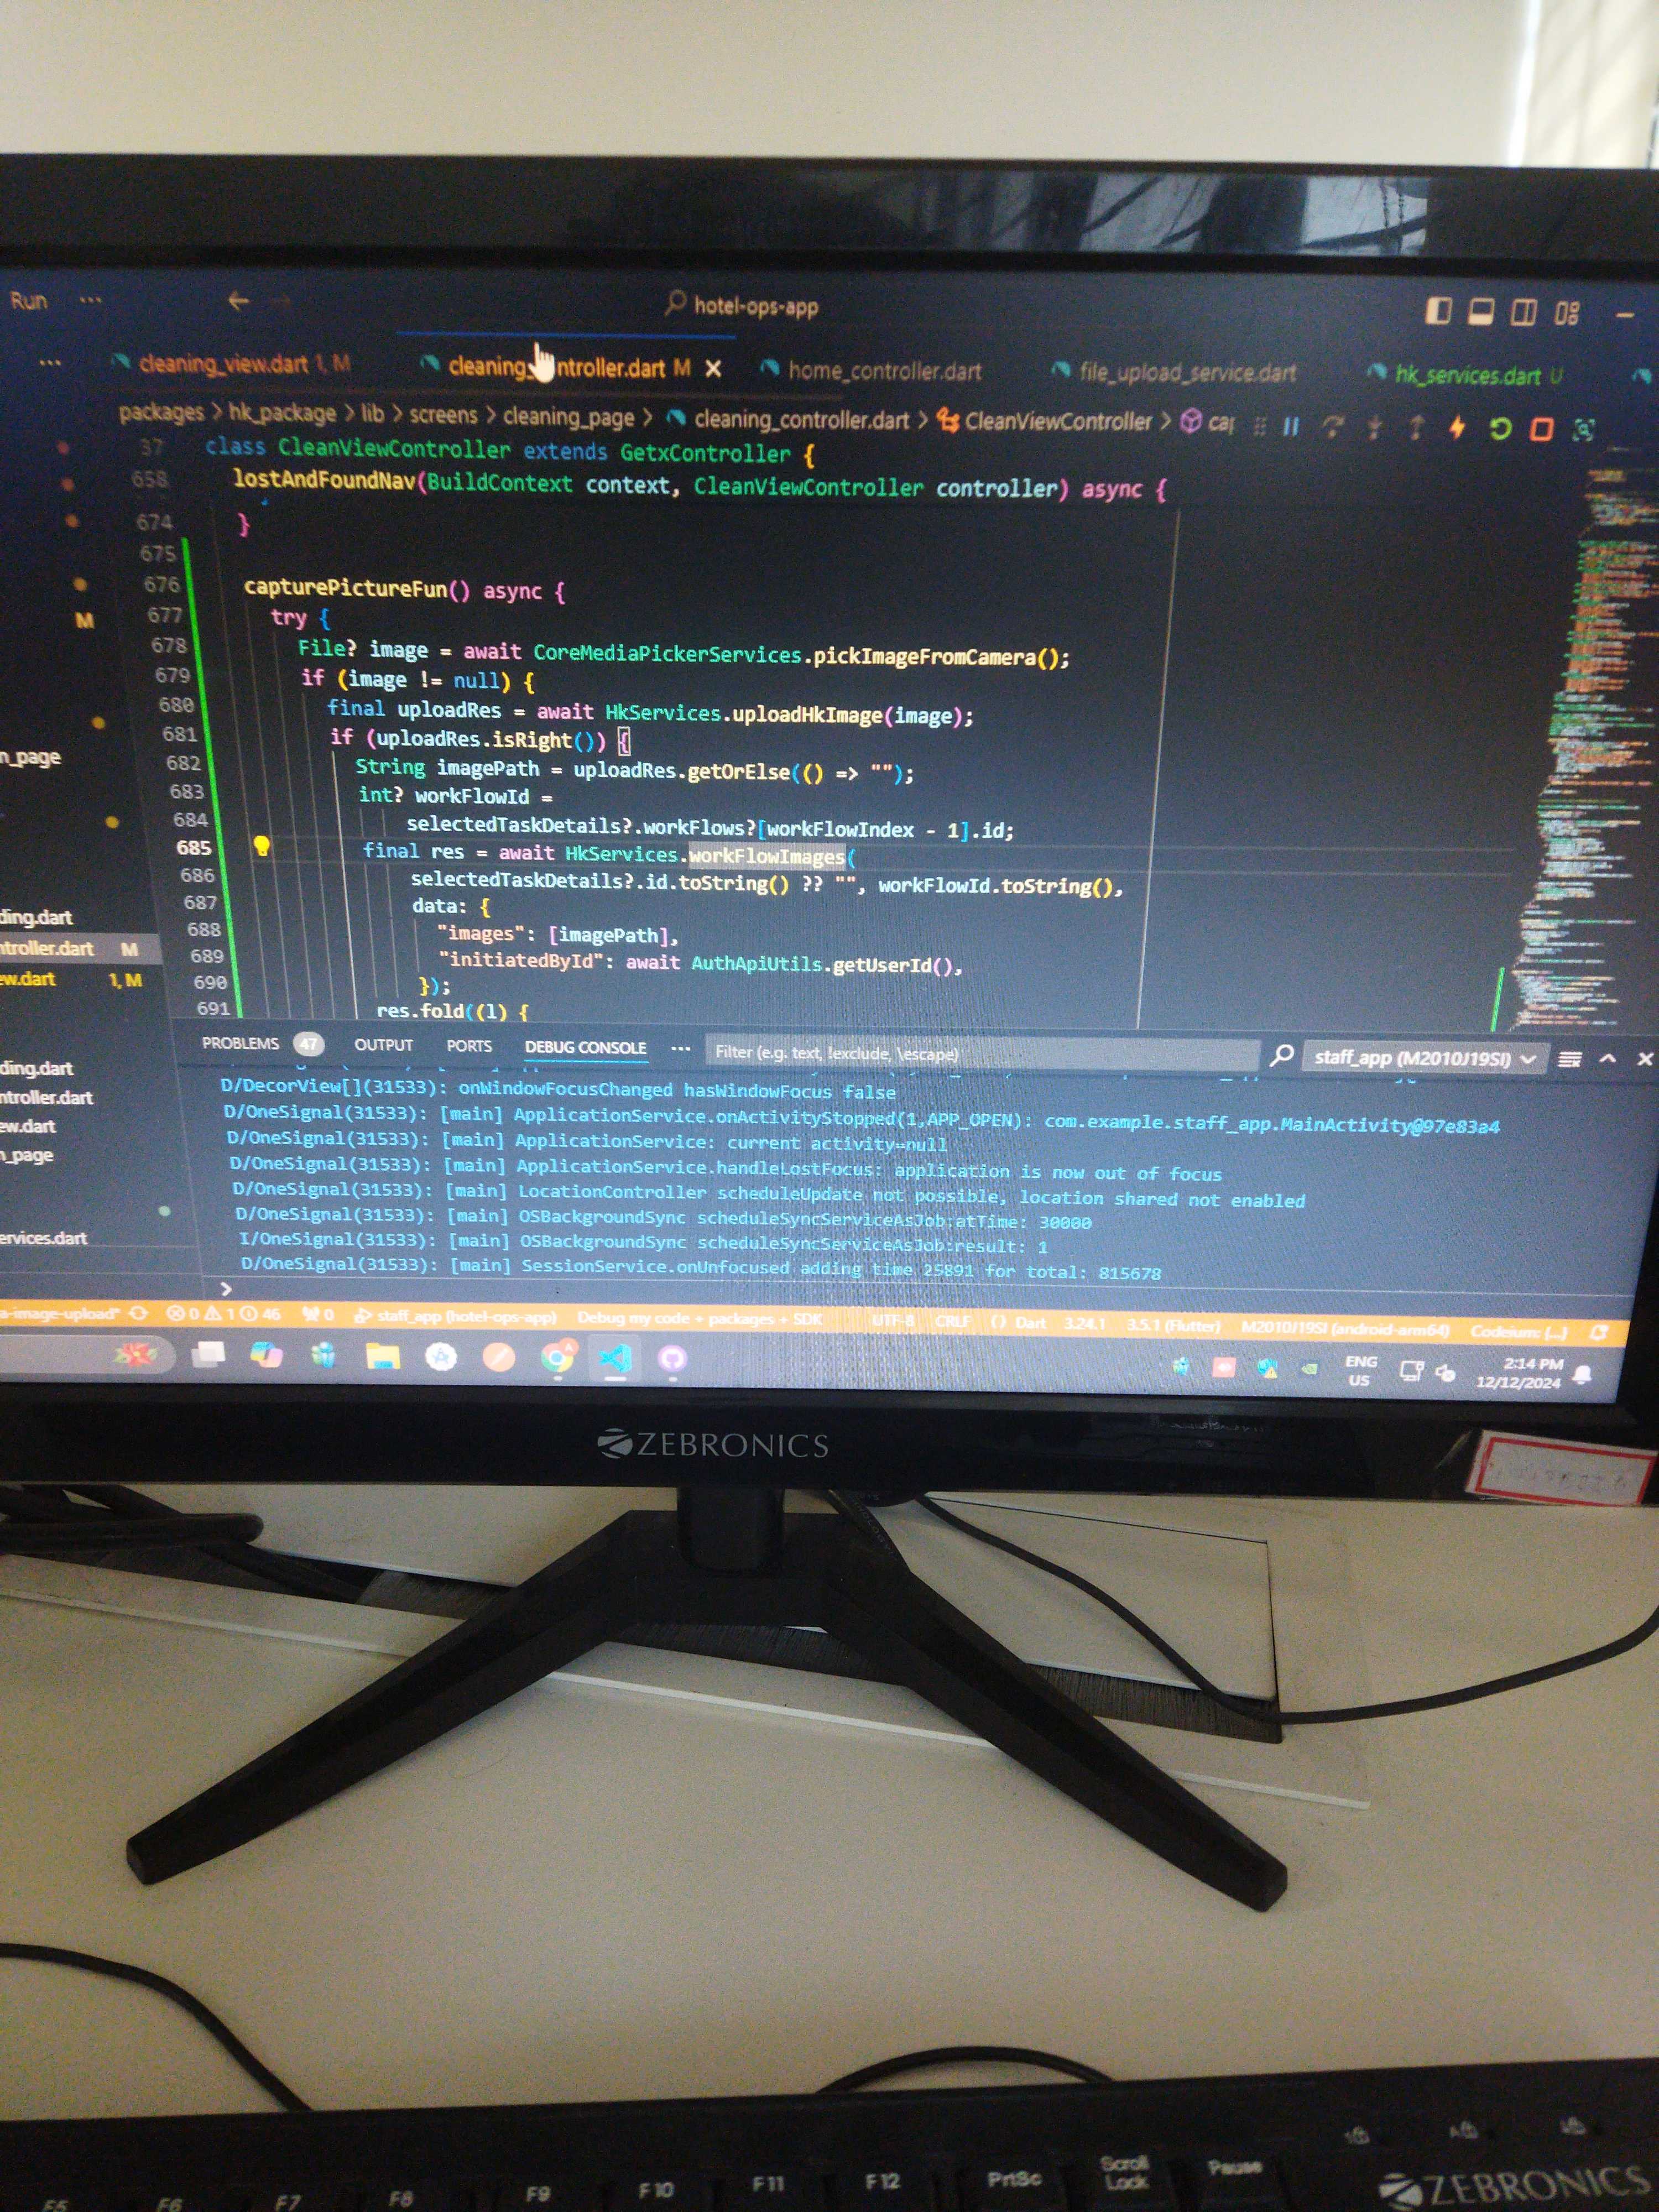 Run ···
hotel-ops-app
··· cleaning_view.dart 1, M
cleaning_ ntroller.dart M
home_controller.dart
file_upload_service.dart
hk_services.dart U
packages > hk_package > lib > screens > cleaning_page > cleaning_controller.dart > CleanViewController > ca
37 class CleanViewController extends GetxController {
658 lostAndFoundNav(BuildContext context, CleanViewController controller) async {
674 }
675
676 capturePictureFun() async {
677 try {
678 File? image = await CoreMediaPickerServices.pickImageFromCamera();
679 if (image != null) {
680 final uploadRes = await HkServices.uploadHkImage(image);
681 if (uploadRes.isRight()) {
682 String imagePath = uploadRes.getOrElse(() => "");
683 int? workFlowId =
684 selectedTaskDetails?.workFlows?[workFlowIndex - 1].id;
685 final res = await HkServices.workFlowImages(
686 selectedTaskDetails?.id.toString() ?? "", workFlowId.toString(),
687 data: {
688 "images": [imagePath],
689 "initiatedById": await AuthApiUtils.getUserId(),
690 });
691 res.fold((l) {
M
n_page
ding.dart
ntroller.dart M
ew.dart 1, M
ding.dart
ntroller.dart
ew.dart
n_page
ervices.dart
PROBLEMS 47 OUTPUT PORTS DEBUG CONSOLE ··· Filter (e.g. text, !exclude, \escape) staff_app (M2010J19SI)
D/DecorView[](31533): onWindowFocusChanged hasWindowFocus false
D/OneSignal(31533): [main] ApplicationService.onActivityStopped(1,APP_OPEN): com.example.staff_app.MainActivity@97e83a4
D/OneSignal(31533): [main] ApplicationService: current activity=null
D/OneSignal(31533): [main] ApplicationService.handleLostFocus: application is now out of focus
D/OneSignal(31533): [main] LocationController scheduleUpdate not possible, location shared not enabled
D/OneSignal(31533): [main] OSBackgroundSync scheduleSyncServiceAsJob:atTime: 30000
I/OneSignal(31533): [main] OSBackgroundSync scheduleSyncServiceAsJob:result: 1
D/OneSignal(31533): [main] SessionService.onUnfocused adding time 25891 for total: 815678
>
a-image-upload* 0 1 46 0 staff_app (hotel-ops-app) Debug my code + packages + SDK UTF-8 CRLF {} Dart 3.24.1 3.5.1 (Flutter) M2010J19SI (android-arm64) Codeium: {...}
ENG
US
2:14 PM
12/12/2024
ZEBRONICS
F5 F6 F7 F8 F9 F10 F11 F12 PrtSc Scroll Lock Pause
ZEBRONICS